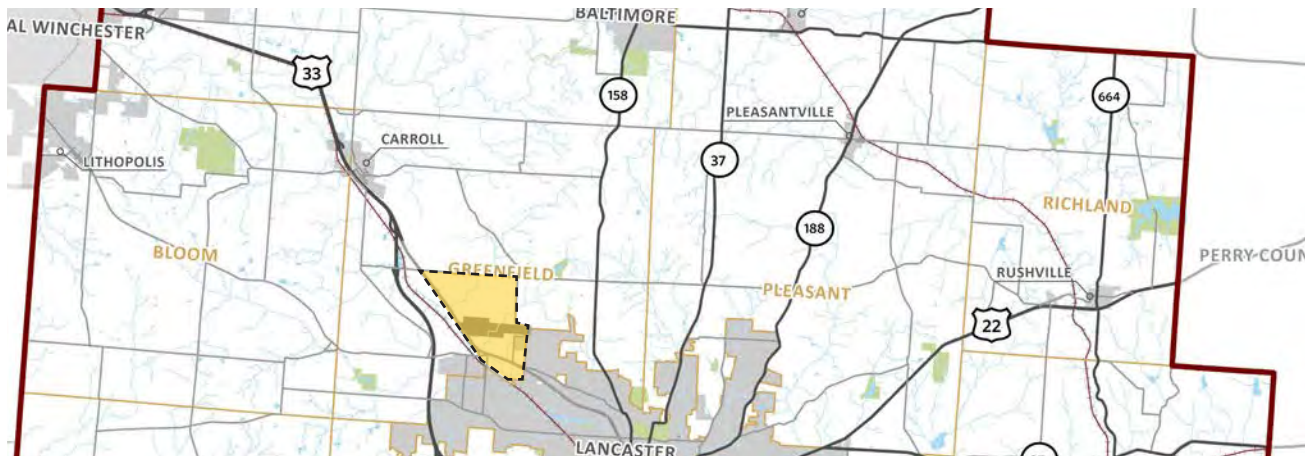 BALTIMORE
AL WINCHESTER
33
158
664
PLEASANTVILLE
CARROLL
37
LITHOPOLIS
RICHLAND
188
BLOOM
PERRY COUN
GREENFIELD
RUSHVILLE
PLEASANT
22
LANCASTER